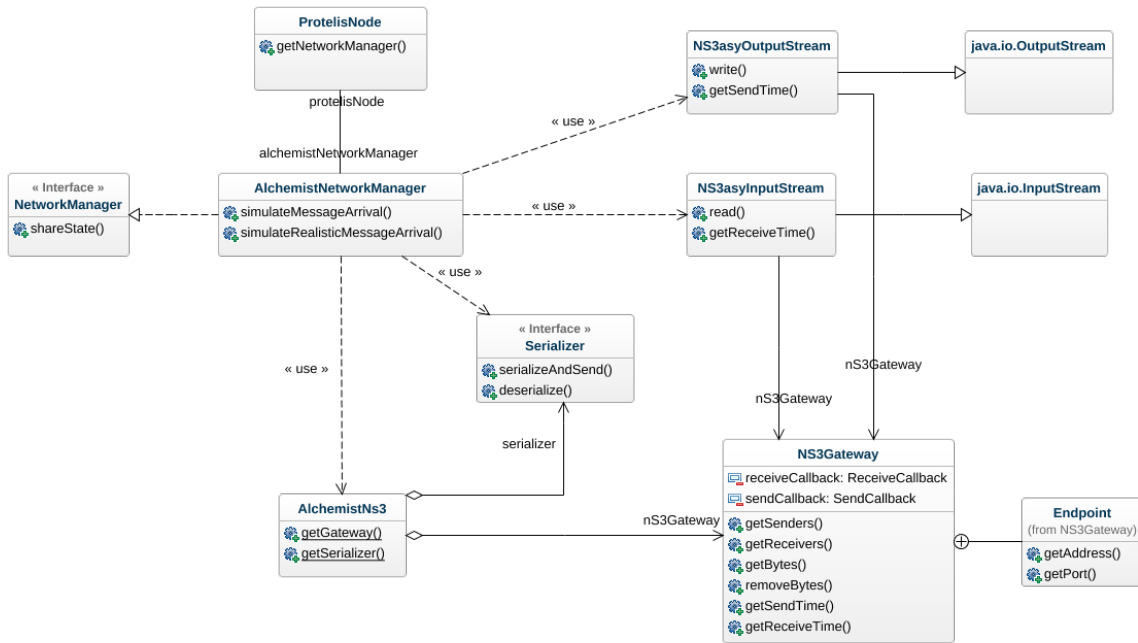 ProtelisNode
getNetworkManager()
protelisNode
alchemistNetworkManager
« Interface »
NetworkManager
shareState()
AlchemistNetworkManager
simulateMessageArrival()
simulateRealisticMessageArrival()
« use »
NS3asyOutputStream
write()
getSendTime()
java.io.OutputStream
« use »
NS3asyInputStream
read()
getReceiveTime()
java.io.InputStream
« use »
« Interface »
Serializer
serializeAndSend()
deserialize()
« use »
nS3Gateway
nS3Gateway
serializer
AlchemistNs3
getGateway()
getSerializer()
nS3Gateway
NS3Gateway
receiveCallback: ReceiveCallback
sendCallback: SendCallback
getSenders()
getReceivers()
getBytes()
removeBytes()
getSendTime()
getReceiveTime()
Endpoint
(from NS3Gateway)
getAddress()
getPort()